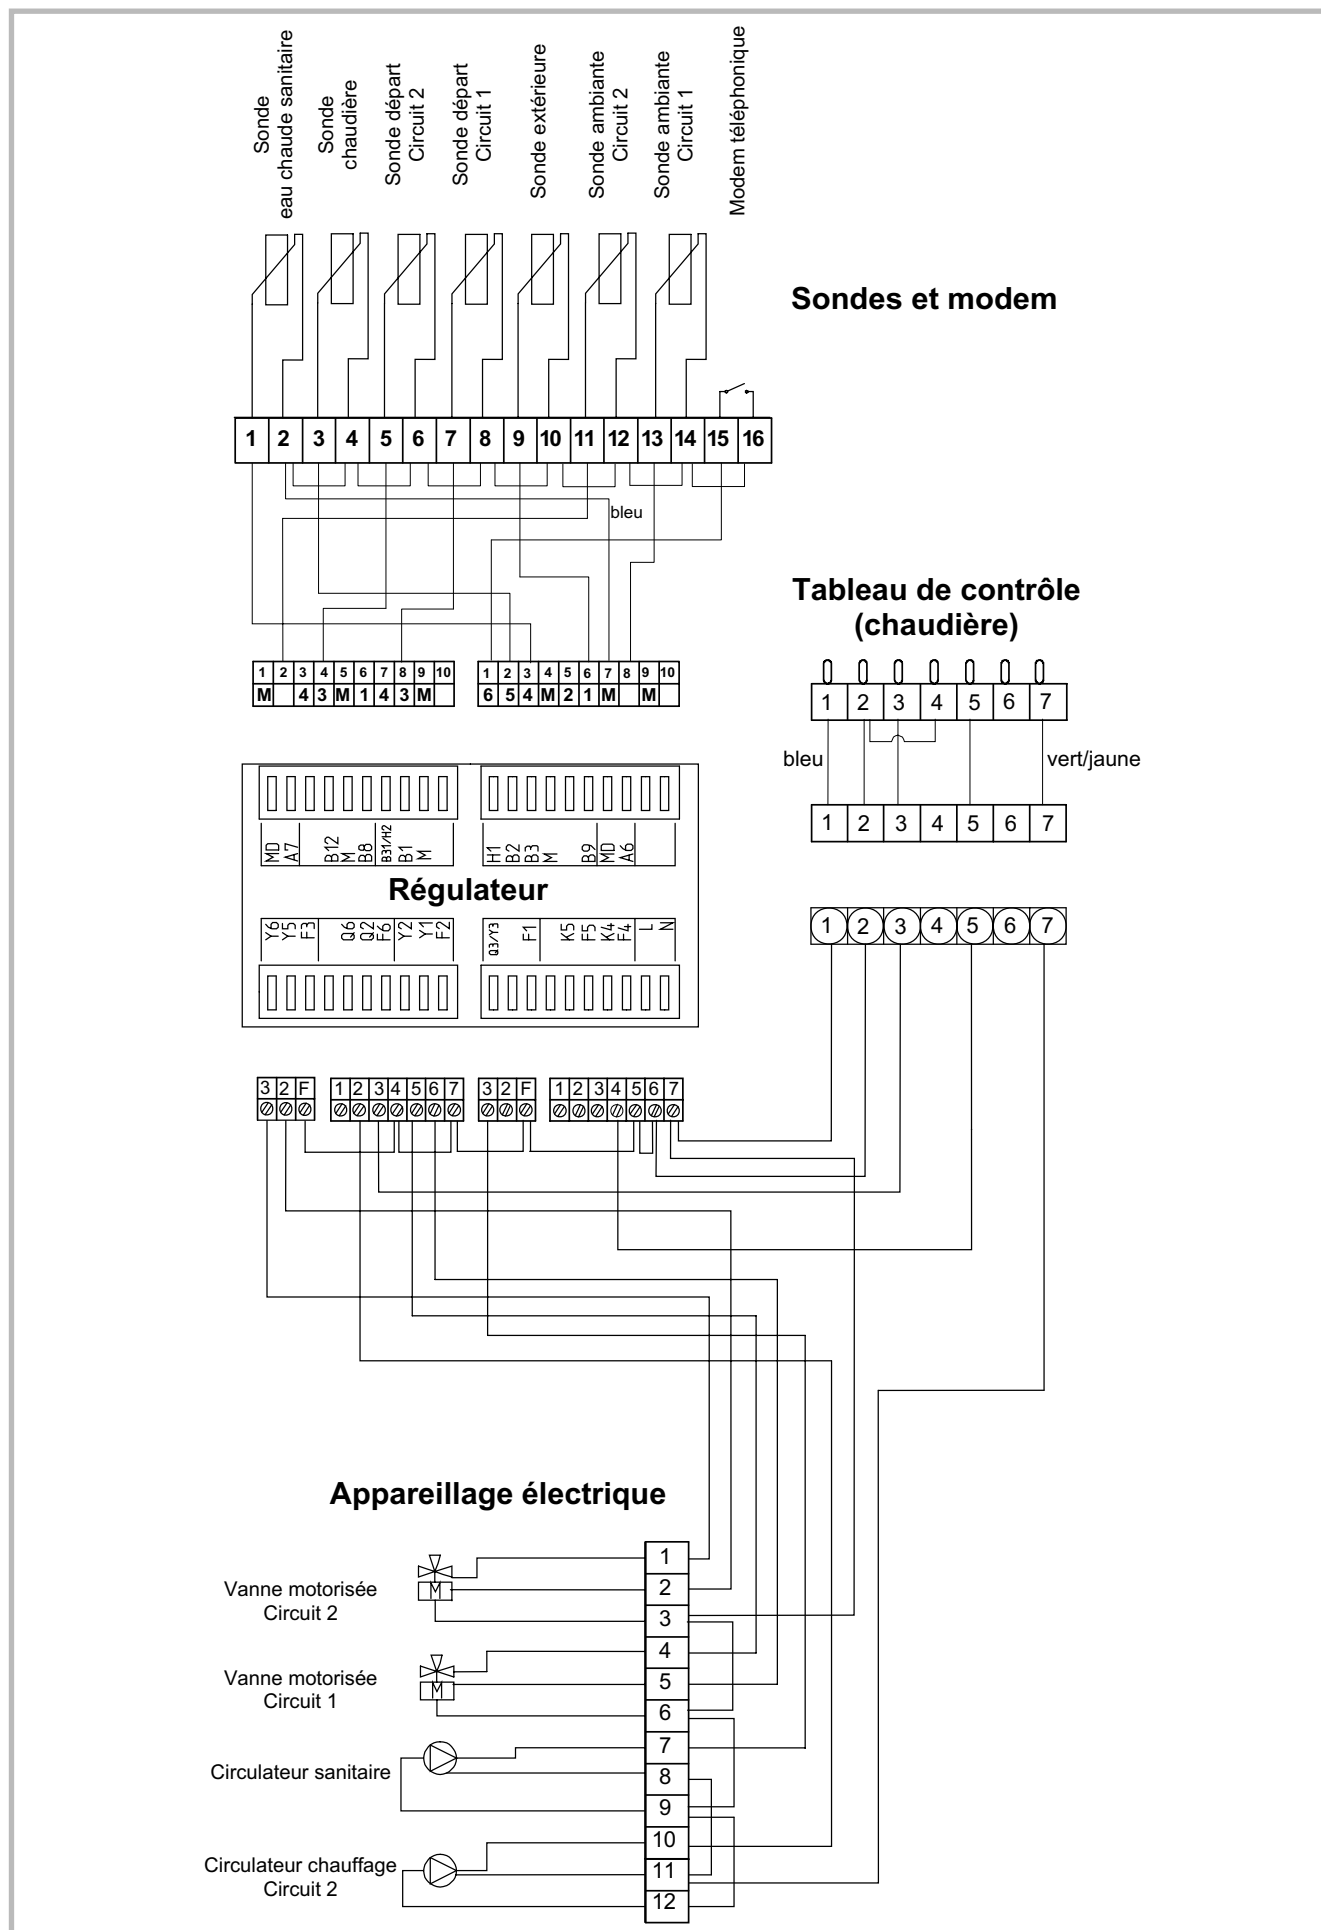 Sonde
eau chaude sanitaire
Sonde
chaudière
Sonde départ
Circuit 2
Sonde départ
Circuit 1
Sonde extérieure
Sonde ambiante
Circuit 2
Sonde ambiante
Circuit 1
Modem téléphonique
Sondes et modem
1 2 3 4 5 6 7 8 9 10 11 12 13 14 15 16
bleu
Tableau de contrôle
(chaudière)
1 2 3 4 5 6 7 8 9 10
M 4 3 M 1 4 3 M
1 2 3 4 5 6 7 8 9 10
6 5 4 M 2 1 M M
1 2 3 4 5 6 7
bleu
vert/jaune
1 2 3 4 5 6 7
MD A7 B12 M B8 B31/H2 B1 M
H1 B2 B3 M B9 MD A6
Régulateur
Y6 Y5 F3 Q6 Q2 F6 Y2 Y1 F2
Q3/Y3 F1 K5 F5 K4 F4 L N
1 2 3 4 5 6 7
3 2 F
1 2 3 4 5 6 7
3 2 F
1 2 3 4 5 6 7
Appareillage électrique
Vanne motorisée
Circuit 2
M
Vanne motorisée
Circuit 1
M
Circulateur sanitaire
Circulateur chauffage
Circuit 2
1
2
3
4
5
6
7
8
9
10
11
12